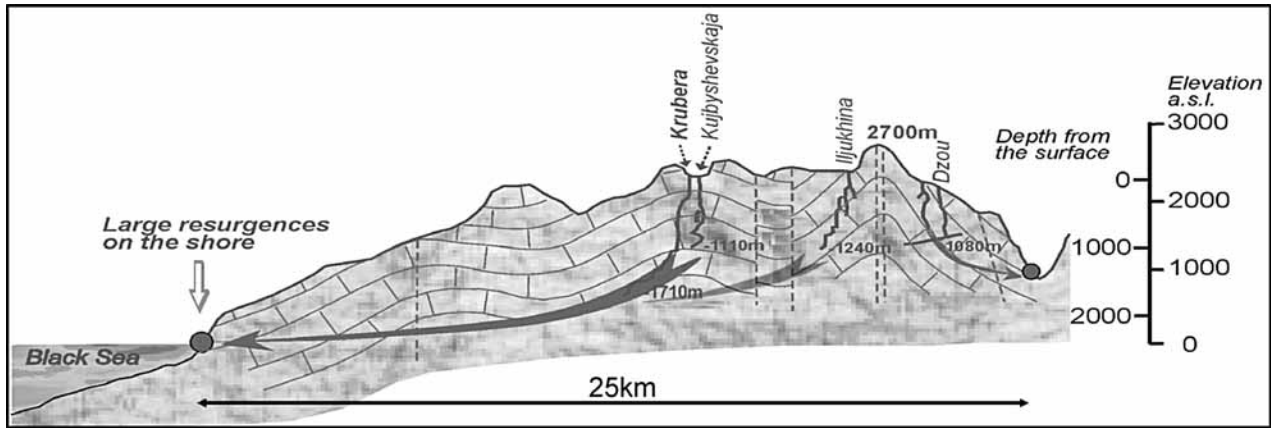 Krubera
Kujbyshevskaja
Iljukhina
2700m
Dzou
Elevation
a.s.l.
3000
Depth from
the surface
0
2000
1000
1000
2000
0
Large resurgences
on the shore
-1110m
1240m
1080m
-1710m
Black Sea
25km